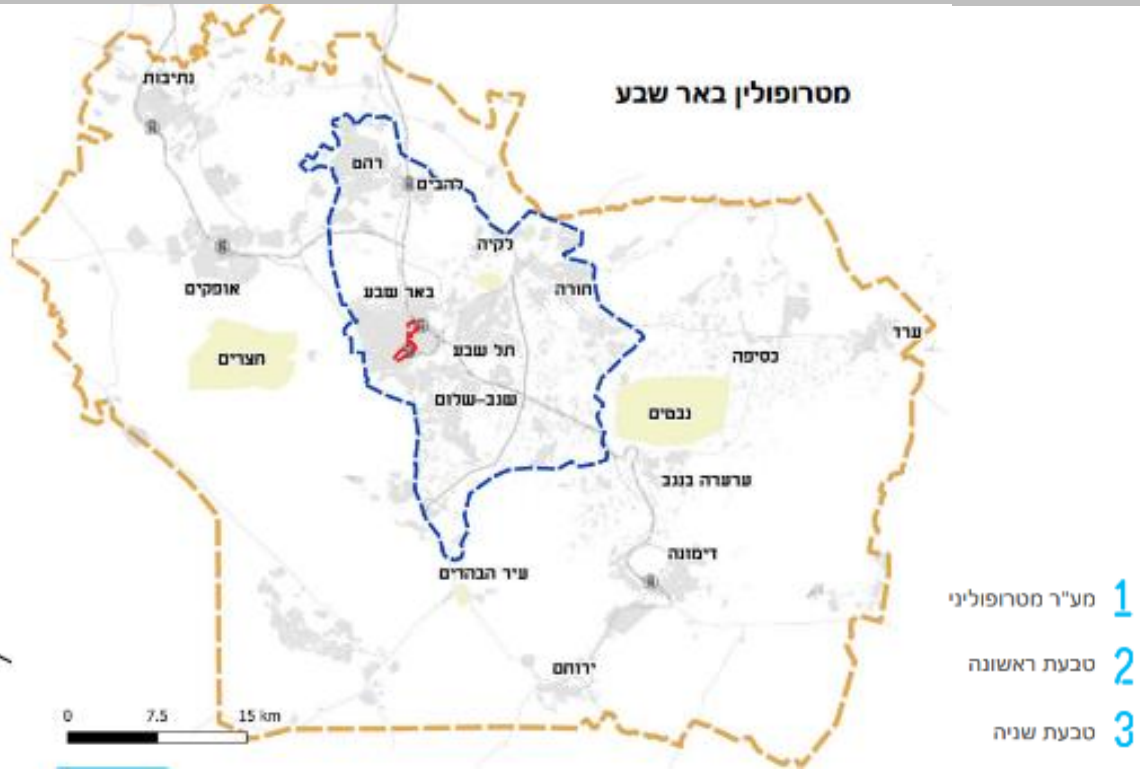 מטרופולין באר שבע
נתיבות
רהט
להבים
לקיה
אופקים
באר שבע
חורה
ערד
חצרים
תל שבע
כסיפה
שגב-שלום
נבטים
ערערה בנגב
דימונה
עיר הבהדים
ירוחם
0 7.5 15 km
מע"ר מטרופוליני 1
טבעת ראשונה 2
טבעת שניה 3